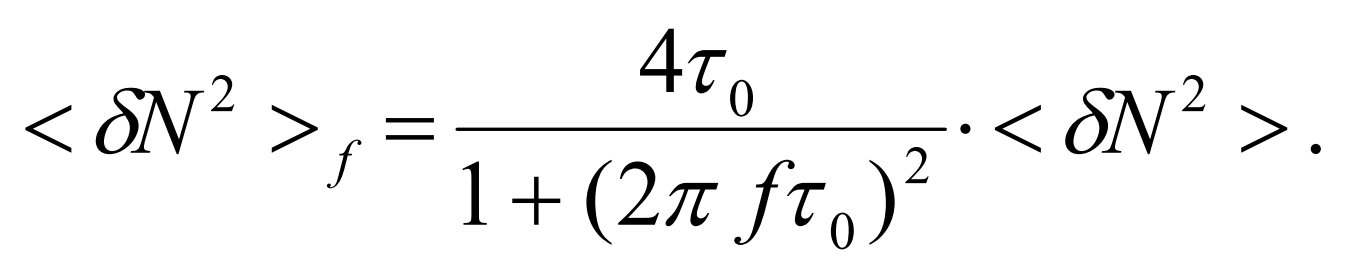 < δN² >_f = 4τ₀ / (1 + (2π fτ₀)²) · < δN² > .